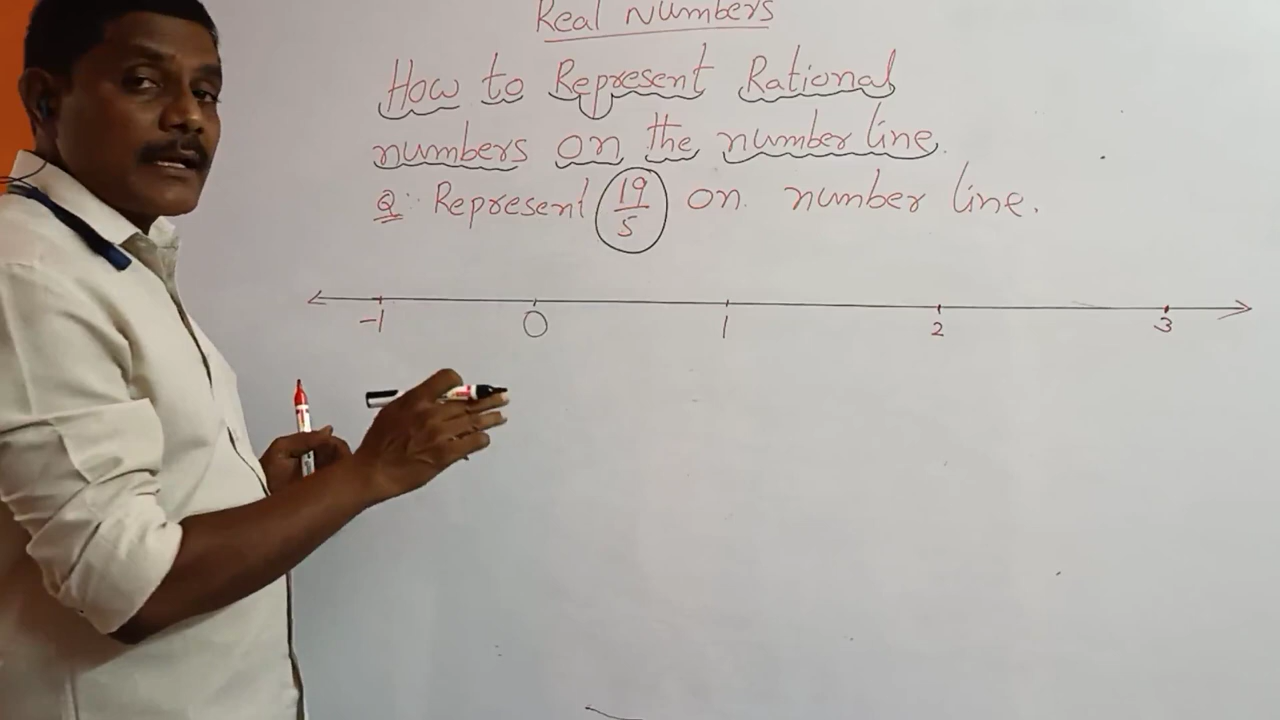 Real Numbers
How to Represent Rational
numbers on the number line.
Q: Represent 19/5 on number line.
-1 0 1 2 3